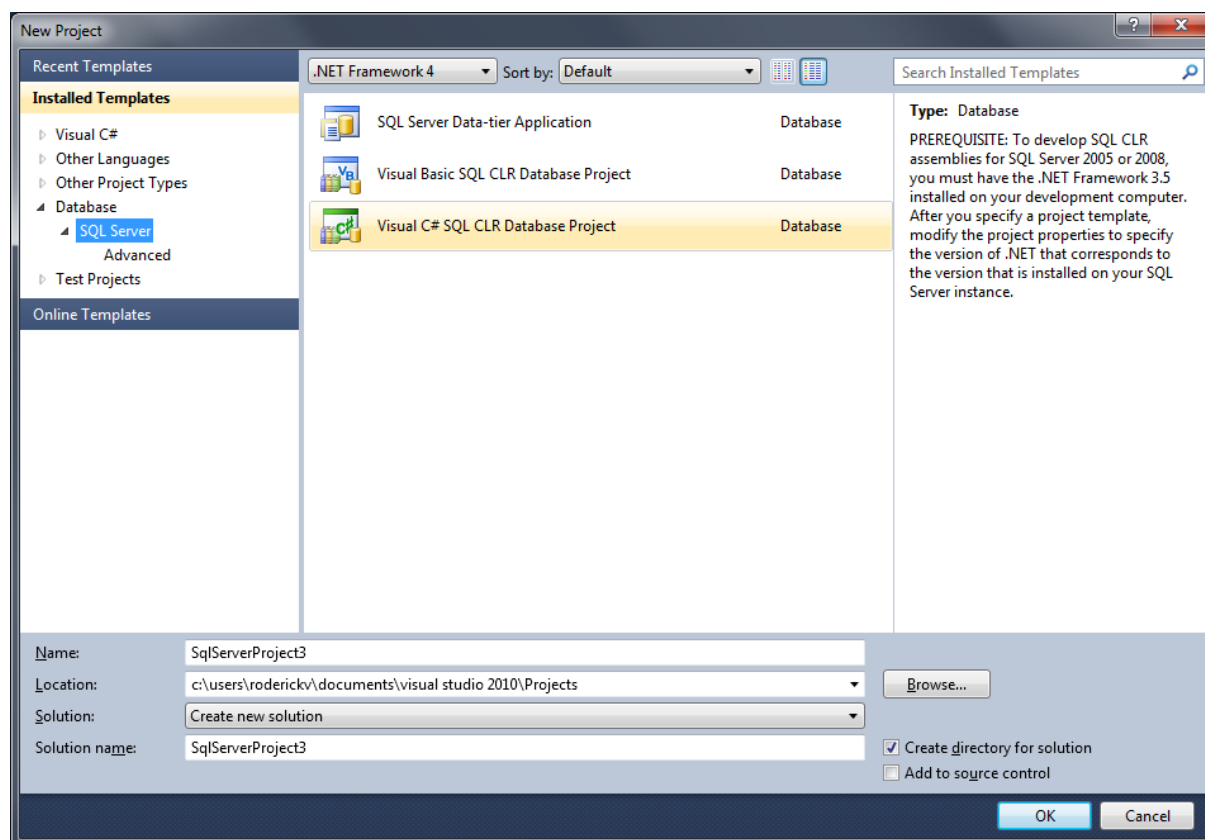 New Project
Recent Templates
Installed Templates
Visual C#
Other Languages
Other Project Types
Database
SQL Server
Advanced
Test Projects
Online Templates
.NET Framework 4
Sort by: Default
Search Installed Templates
SQL Server Data-tier Application Database
Visual Basic SQL CLR Database Project Database
Visual C# SQL CLR Database Project Database
Type: Database
PREREQUISITE: To develop SQL CLR
assemblies for SQL Server 2005 or 2008,
you must have the .NET Framework 3.5
installed on your development computer.
After you specify a project template,
modify the project properties to specify
the version of .NET that corresponds to
the version that is installed on your SQL
Server instance.
Name: SqlServerProject3
Location: c:\users\roderickv\documents\visual studio 2010\Projects
Browse...
Solution: Create new solution
Solution name: SqlServerProject3
Create directory for solution
Add to source control
OK Cancel